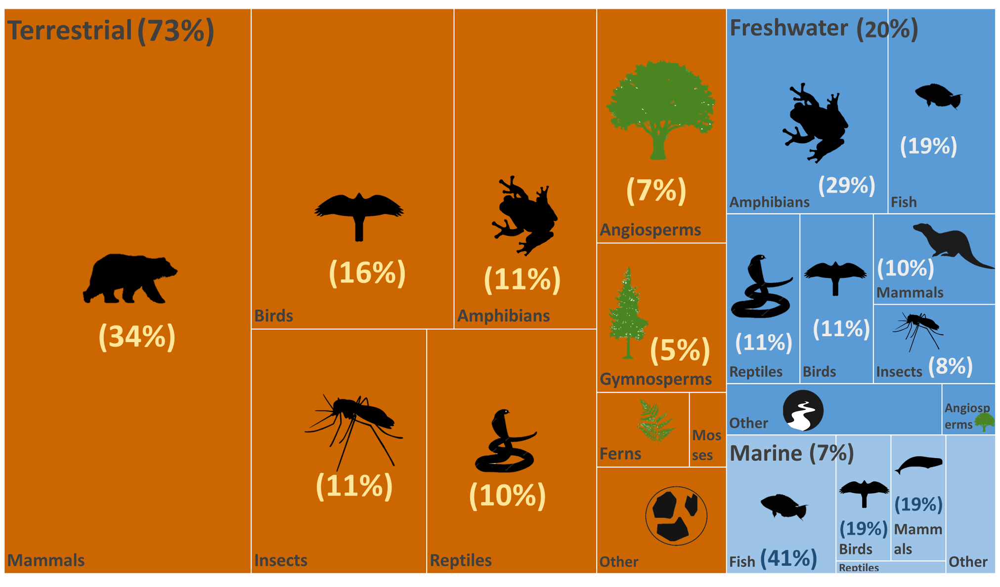 Terrestrial (73%)
(34%)
Mammals
(16%)
Birds
(11%)
Amphibians
(11%)
Insects
(10%)
Reptiles
(7%)
Angiosperms
(5%)
Gymnosperms
Ferns
Mos
ses
Other
Freshwater (20%)
(29%)
Amphibians
(19%)
Fish
(11%)
Reptiles
(11%)
Birds
(10%)
Mammals
Insects (8%)
Other
Angiosp
erms
Marine (7%)
Fish (41%)
(19%)
Birds
(19%)
Mamm
als
Reptiles
Other